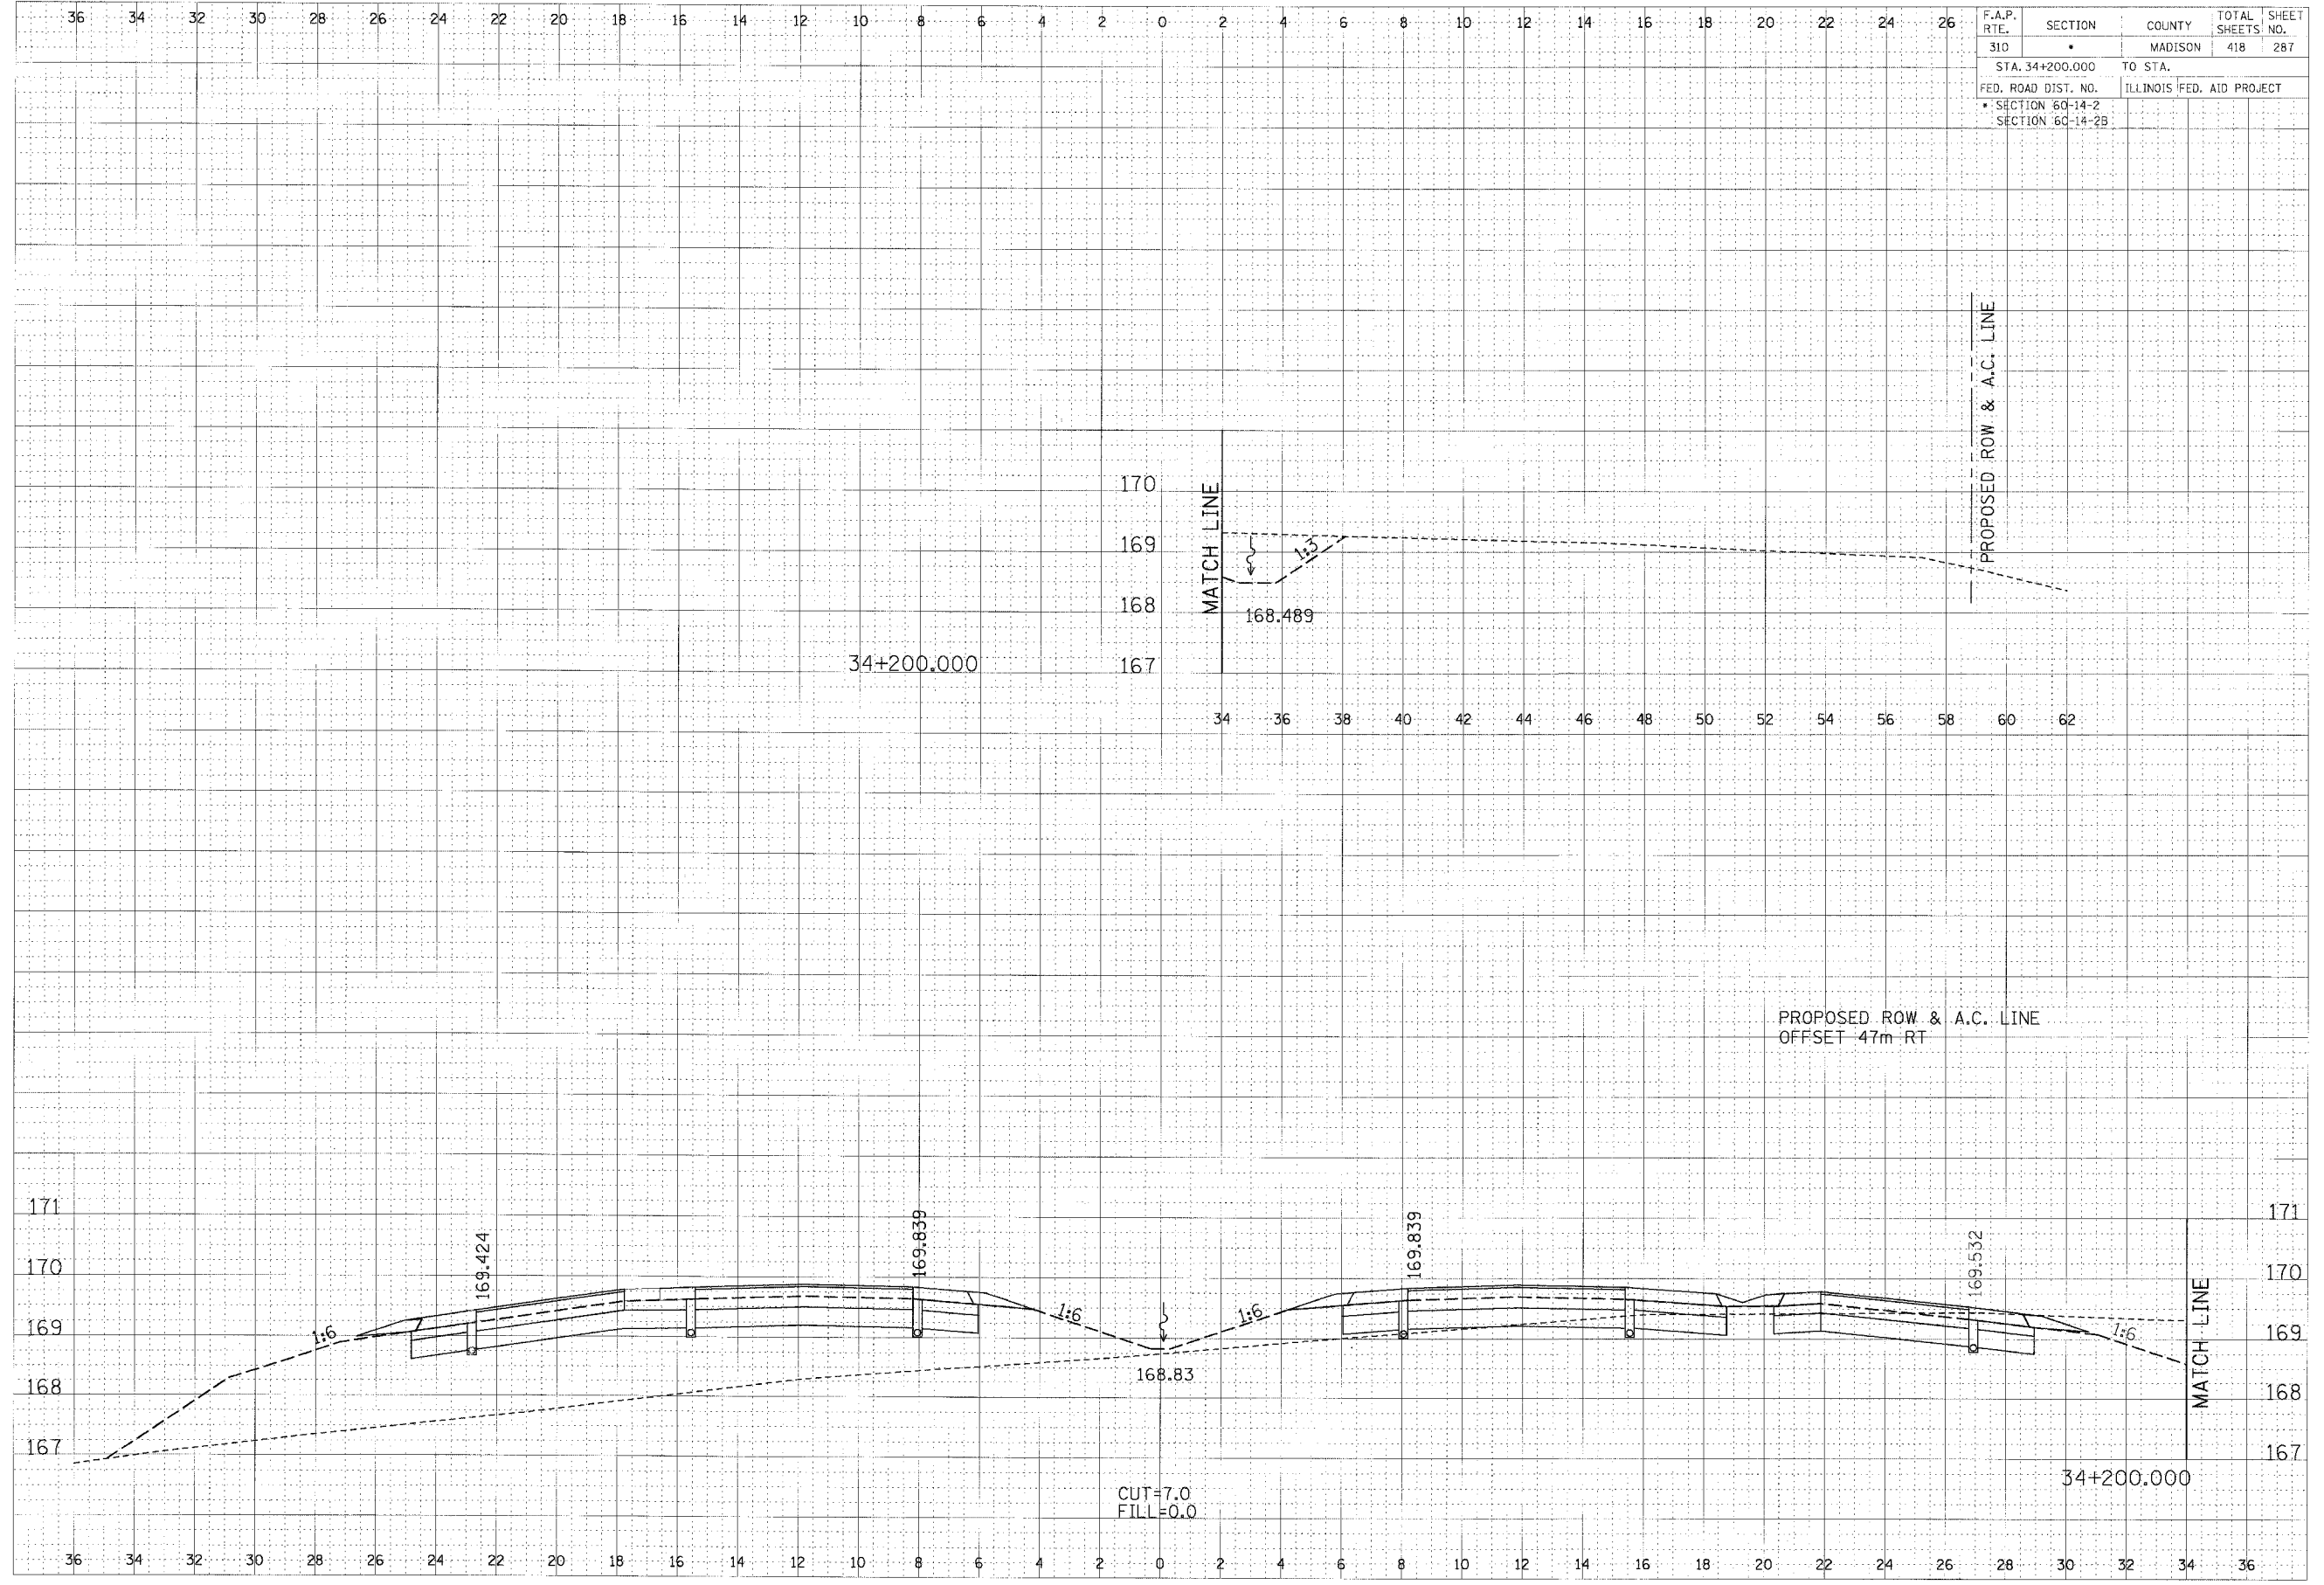 36 34 32 30 28 26 24 22 20 18 16 14 12 10 8 6 4 2 0 2 4 6 8 10 12 14 16 18 20 22 24 26
F.A.P. RTE. SECTION COUNTY TOTAL SHEETS SHEET NO.
310 * MADISON 418 287
STA. 34+200.000 TO STA.
FED. ROAD DIST. NO. ILLINOIS FED. AID PROJECT
* SECTION 60-14-2
SECTION 60-14-2B
PROPOSED ROW & A.C. LINE
170
169
168
167
MATCH LINE
1:3
168.489
34+200.000
34 36 38 40 42 44 46 48 50 52 54 56 58 60 62
PROPOSED ROW & A.C. LINE
OFFSET 47m RT
171
170
169
168
167
1:6
169.424
169.839
1:6
168.83
1:6
169.839
169.532
1:6
MATCH LINE
171
170
169
168
167
34+200.000
CUT=7.0
FILL=0.0
36 34 32 30 28 26 24 22 20 18 16 14 12 10 8 6 4 2 0 2 4 6 8 10 12 14 16 18 20 22 24 26 28 30 32 34 36